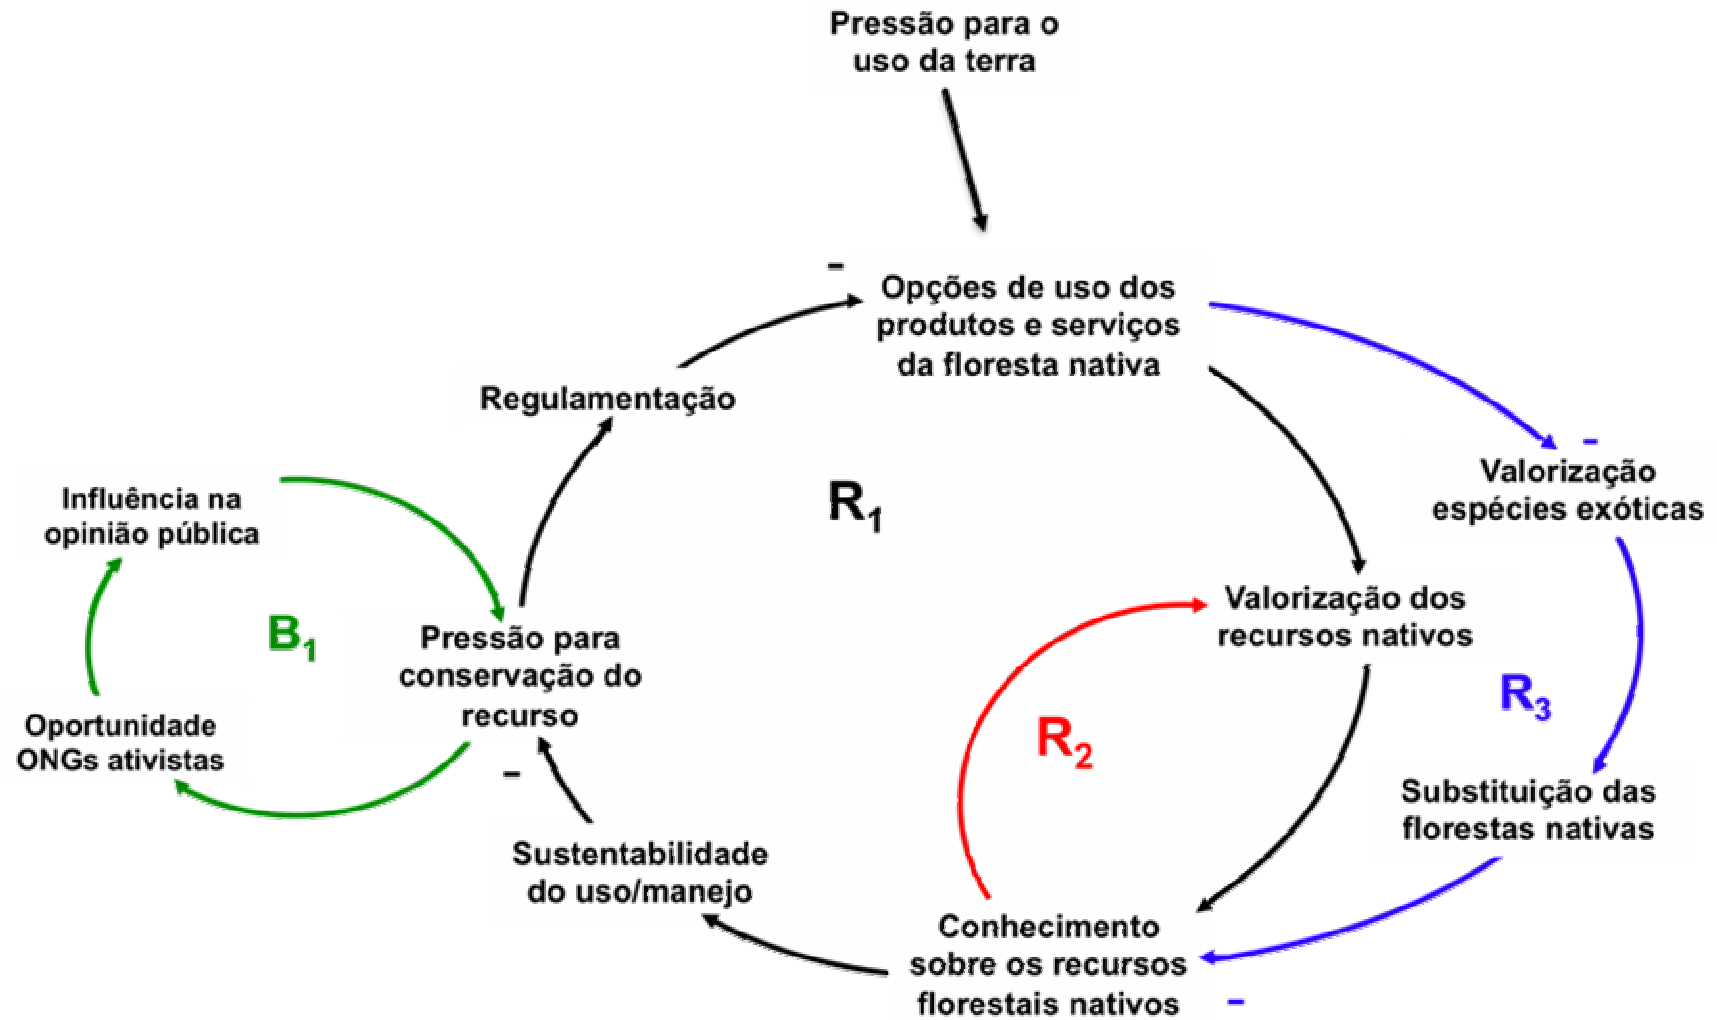 Pressão para o
uso da terra
-
Opções de uso dos
produtos e serviços
da floresta nativa
Regulamentação
-
Valorização
espécies exóticas
R1
Influência na
opinião pública
B1
Pressão para
conservação do
recurso
Valorização dos
recursos nativos
R3
R2
Oportunidade
ONGs ativistas
-
Substituição das
florestas nativas
Sustentabilidade
do uso/manejo
Conhecimento
sobre os recursos
florestais nativos
-